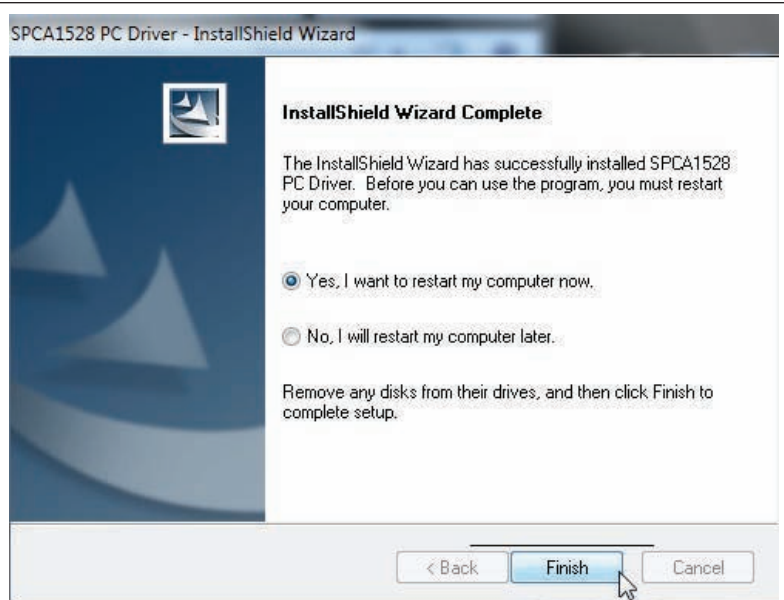 SPCA1528 PC Driver - InstallShield Wizard
InstallShield Wizard Complete
The InstallShield Wizard has successfully installed SPCA1528
PC Driver. Before you can use the program, you must restart
your computer.
Yes, I want to restart my computer now.
No, I will restart my computer later.
Remove any disks from their drives, and then click Finish to
complete setup.
< Back Finish Cancel